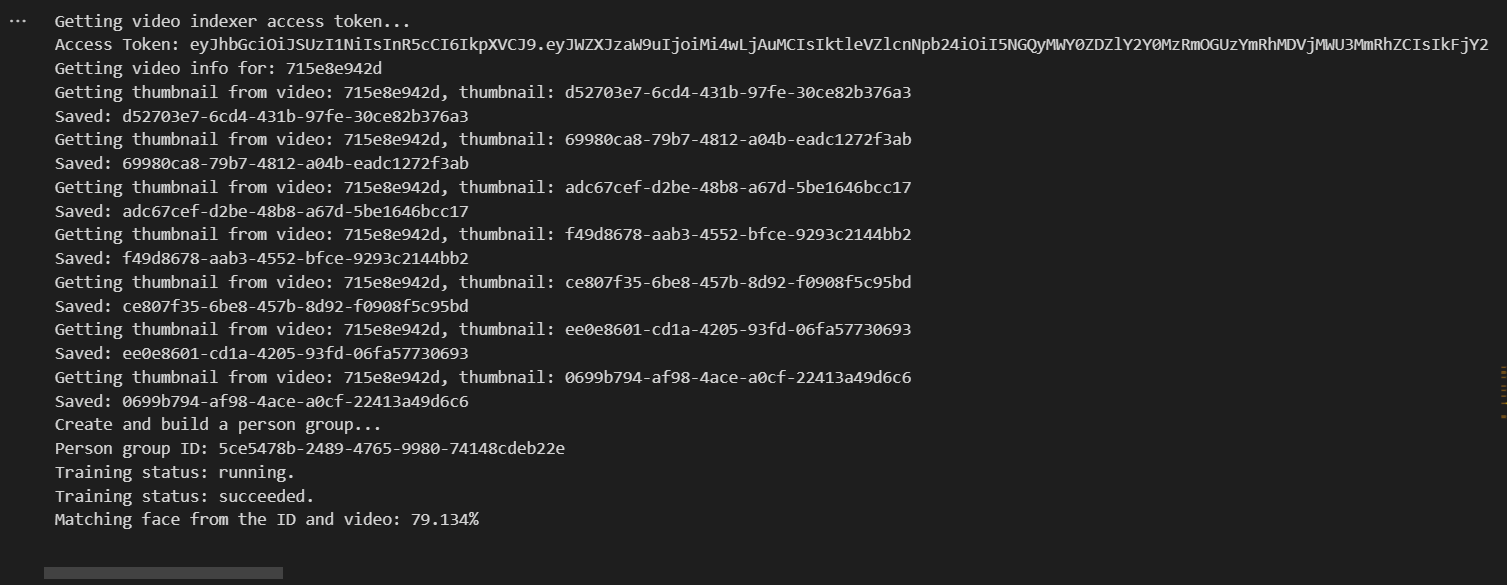 Getting video indexer access token...
Access Token: eyJhbGciOiJSUzI1NiIsInR5cCI6IkpXVCJ9.eyJWZXJzaW9uIjoiMi4wLjAuMCIsIktleVZlcnNpb24iOiI5NGQyMWY0ZDZlY2Y0MzRmOGUzYmRhMDVjMWU3MmRhZCIsIkFjY2
Getting video info for: 715e8e942d
Getting thumbnail from video: 715e8e942d, thumbnail: d52703e7-6cd4-431b-97fe-30ce82b376a3
Saved: d52703e7-6cd4-431b-97fe-30ce82b376a3
Getting thumbnail from video: 715e8e942d, thumbnail: 69980ca8-79b7-4812-a04b-eadc1272f3ab
Saved: 69980ca8-79b7-4812-a04b-eadc1272f3ab
Getting thumbnail from video: 715e8e942d, thumbnail: adc67cef-d2be-48b8-a67d-5be1646bcc17
Saved: adc67cef-d2be-48b8-a67d-5be1646bcc17
Getting thumbnail from video: 715e8e942d, thumbnail: f49d8678-aab3-4552-bfce-9293c2144bb2
Saved: f49d8678-aab3-4552-bfce-9293c2144bb2
Getting thumbnail from video: 715e8e942d, thumbnail: ce807f35-6be8-457b-8d92-f0908f5c95bd
Saved: ce807f35-6be8-457b-8d92-f0908f5c95bd
Getting thumbnail from video: 715e8e942d, thumbnail: ee0e8601-cd1a-4205-93fd-06fa57730693
Saved: ee0e8601-cd1a-4205-93fd-06fa57730693
Getting thumbnail from video: 715e8e942d, thumbnail: 0699b794-af98-4ace-a0cf-22413a49d6c6
Saved: 0699b794-af98-4ace-a0cf-22413a49d6c6
Create and build a person group...
Person group ID: 5ce5478b-2489-4765-9980-74148cdeb22e
Training status: running.
Training status: succeeded.
Matching face from the ID and video: 79.134%